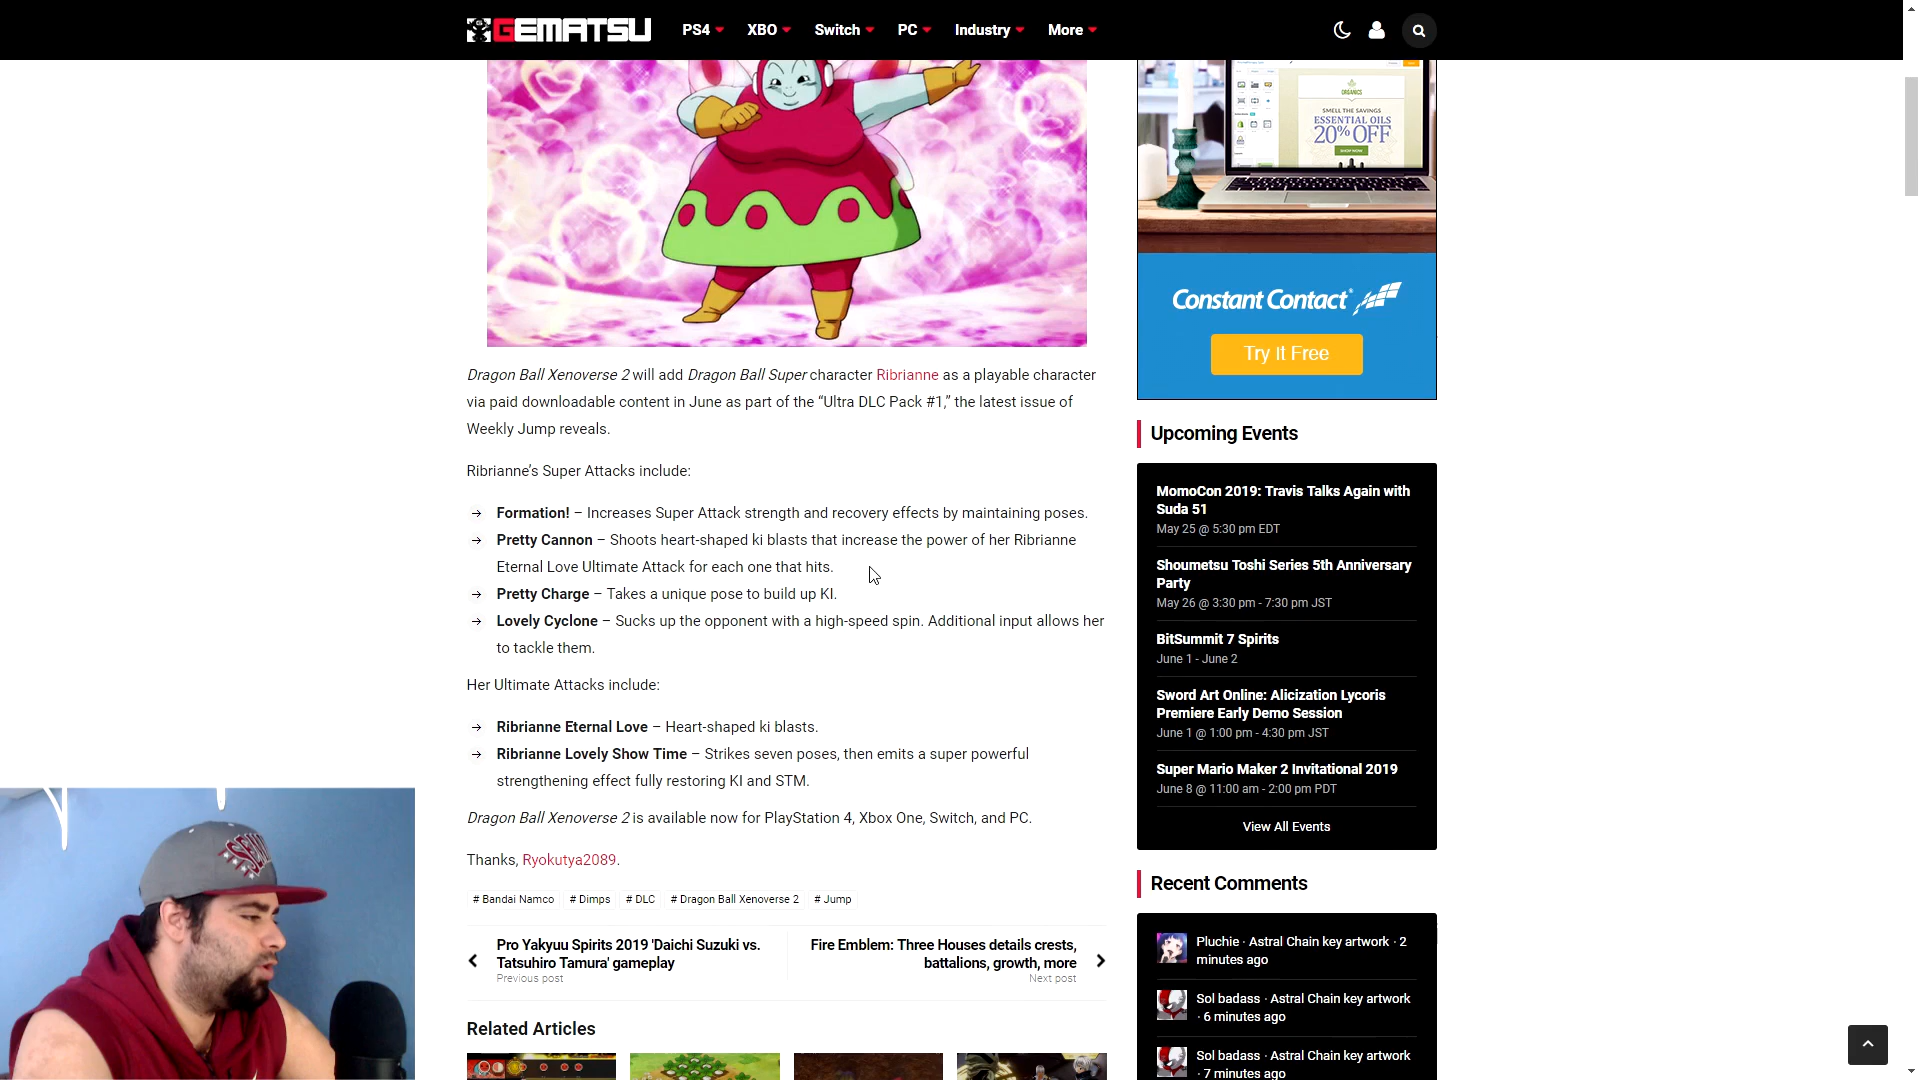 GEMATSU
PS4 XBO Switch PC Industry More
ORGANICS
SMELL THE SAVINGS
ESSENTIAL OILS
20% OFF
SHOP NOW
Constant Contact
Try It Free
Dragon Ball Xenoverse 2 will add Dragon Ball Super character Ribrianne as a playable character
via paid downloadable content in June as part of the “Ultra DLC Pack #1,” the latest issue of
Weekly Jump reveals.
Ribrianne’s Super Attacks include:
→ Formation! – Increases Super Attack strength and recovery effects by maintaining poses.
→ Pretty Cannon – Shoots heart-shaped ki blasts that increase the power of her Ribrianne
Eternal Love Ultimate Attack for each one that hits.
→ Pretty Charge – Takes a unique pose to build up KI.
→ Lovely Cyclone – Sucks up the opponent with a high-speed spin. Additional input allows her
to tackle them.
Her Ultimate Attacks include:
→ Ribrianne Eternal Love – Heart-shaped ki blasts.
→ Ribrianne Lovely Show Time – Strikes seven poses, then emits a super powerful
strengthening effect fully restoring KI and STM.
Dragon Ball Xenoverse 2 is available now for PlayStation 4, Xbox One, Switch, and PC.
Thanks, Ryokutya2089.
# Bandai Namco # Dimps # DLC # Dragon Ball Xenoverse 2 # Jump
Pro Yakyuu Spirits 2019 'Daichi Suzuki vs.
Tatsuhiro Tamura' gameplay
Previous post
Fire Emblem: Three Houses details crests,
battalions, growth, more
Next post
Related Articles
Upcoming Events
MomoCon 2019: Travis Talks Again with
Suda 51
May 25 @ 5:30 pm EDT
Shoumetsu Toshi Series 5th Anniversary
Party
May 26 @ 3:30 pm - 7:30 pm JST
BitSummit 7 Spirits
June 1 - June 2
Sword Art Online: Alicization Lycoris
Premiere Early Demo Session
June 1 @ 1:00 pm - 4:30 pm JST
Super Mario Maker 2 Invitational 2019
June 8 @ 11:00 am - 2:00 pm PDT
View All Events
Recent Comments
Pluchie · Astral Chain key artwork · 2
minutes ago
Sol badass · Astral Chain key artwork
· 6 minutes ago
Sol badass · Astral Chain key artwork
· 7 minutes ago